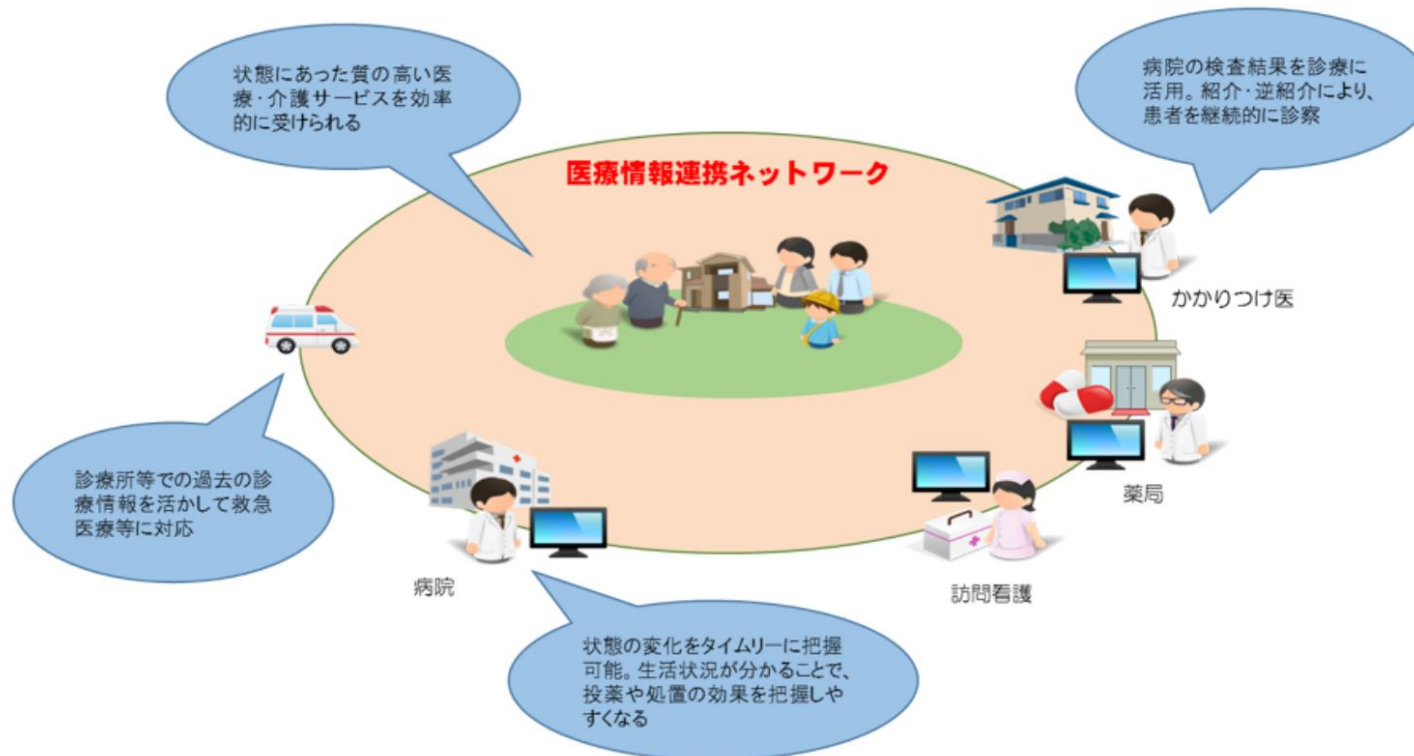 状態にあった質の高い医
療・介護サービスを効率
的に受けられる
病院の検査結果を診療に
活用。紹介・逆紹介により、
患者を継続的に診察
医療情報連携ネットワーク
かかりつけ医
薬局
診療所等での過去の診
療情報を活かして救急
医療等に対応
病院
訪問看護
状態の変化をタイムリーに把握
可能。生活状況が分かることで、
投薬や処置の効果を把握しや
すくなる